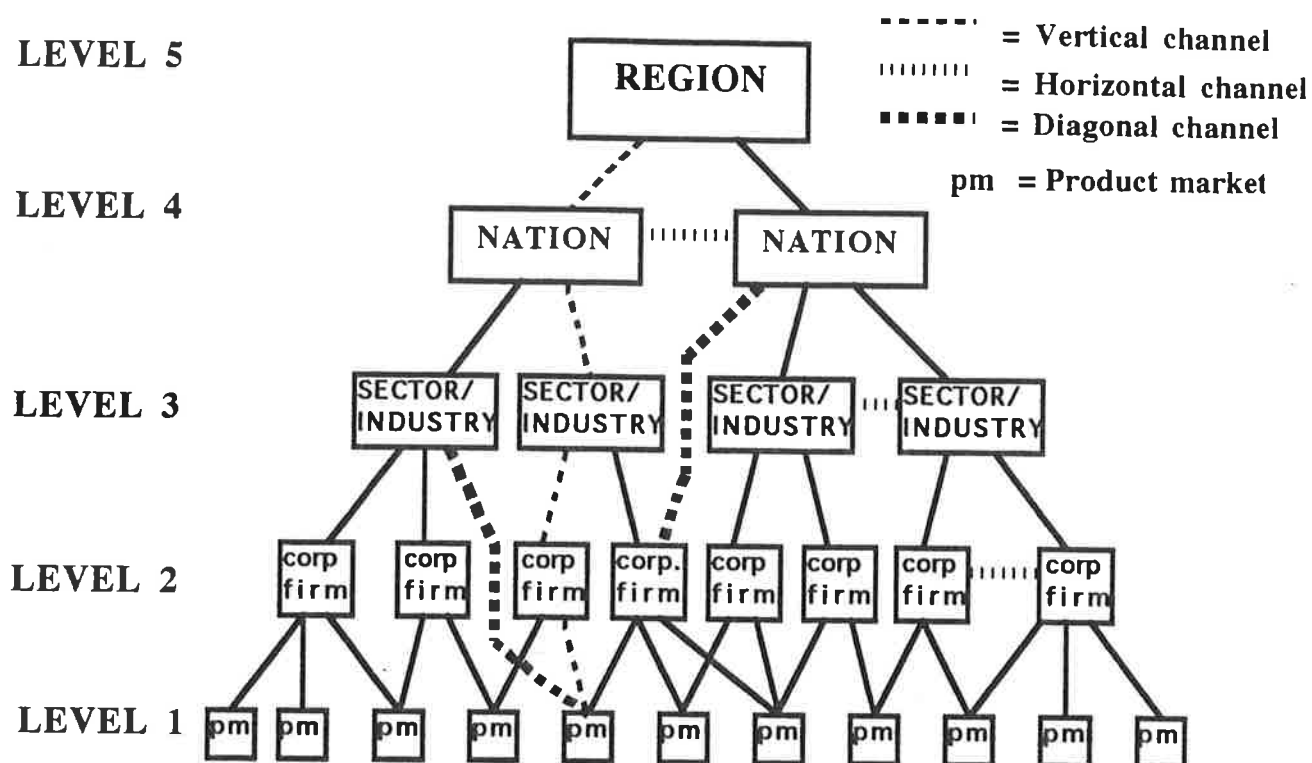 LEVEL 5
REGION
= Vertical channel
= Horizontal channel
= Diagonal channel
pm = Product market
LEVEL 4
NATION
NATION
LEVEL 3
SECTOR/
INDUSTRY
SECTOR/
INDUSTRY
SECTOR/
INDUSTRY
SECTOR/
INDUSTRY
LEVEL 2
corp
firm
corp
firm
corp
firm
corp.
firm
corp
firm
corp
firm
corp
firm
corp
firm
LEVEL 1
pm
pm
pm
pm
pm
pm
pm
pm
pm
pm
pm